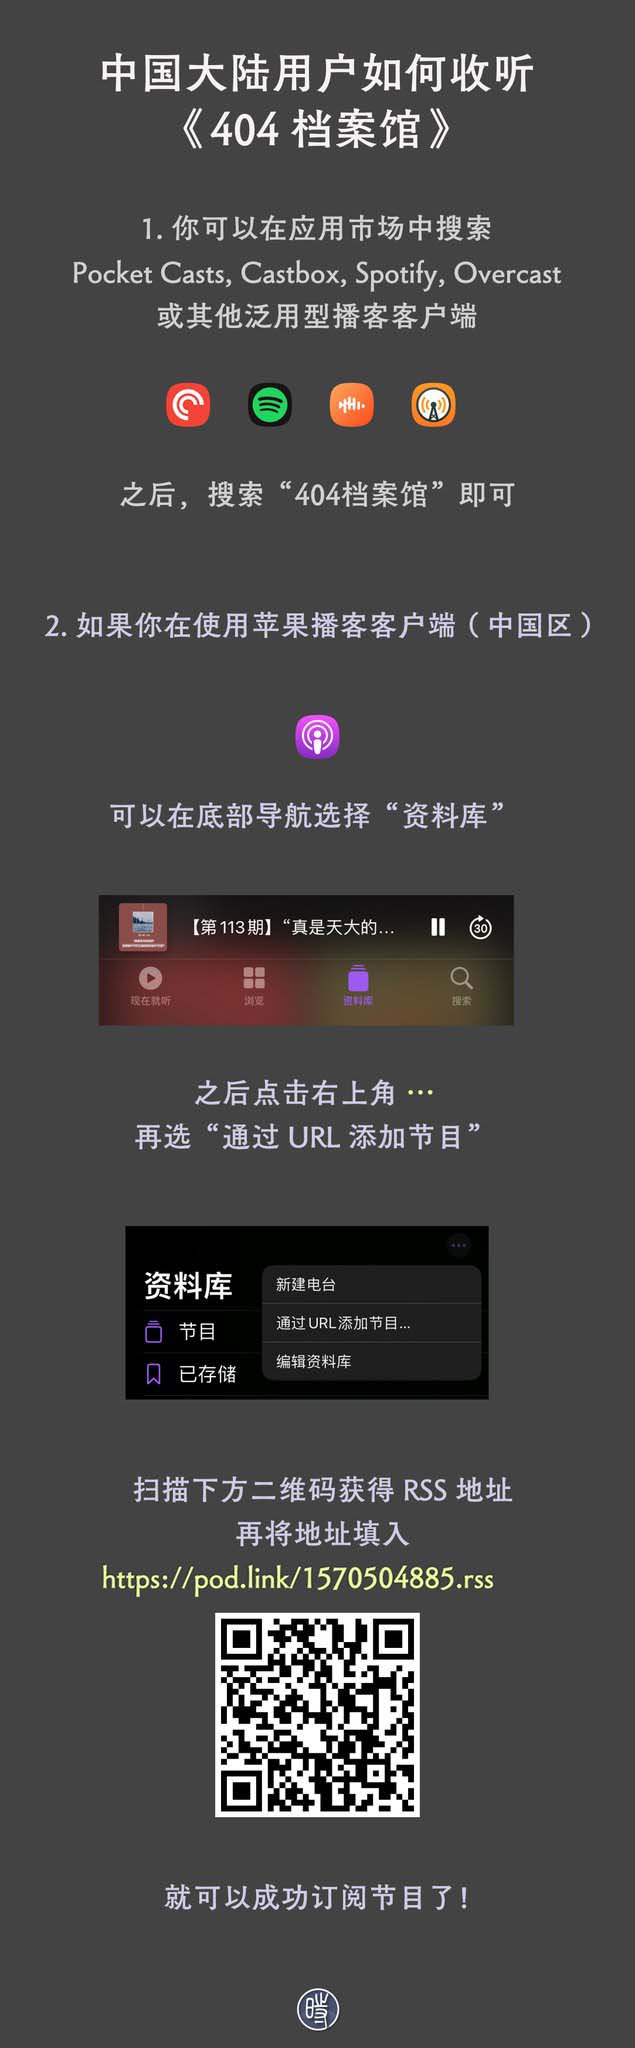 中国大陆用户如何收听
《404 档案馆》
1. 你可以在应用市场中搜索
Pocket Casts, Castbox, Spotify, Overcast
或其他泛用型播客客户端
之后，搜索“404档案馆”即可
2. 如果你在使用苹果播客客户端（中国区）
可以在底部导航选择“资料库”
【第113期】“真是天大的...
30
现在就听 浏览 资料库 搜索
之后点击右上角 ···
再选“通过 URL 添加节目”
资料库
新建电台
节目
通过URL添加节目...
已存储
编辑资料库
扫描下方二维码获得 RSS 地址
再将地址填入
https://pod.link/1570504885.rss
就可以成功订阅节目了！